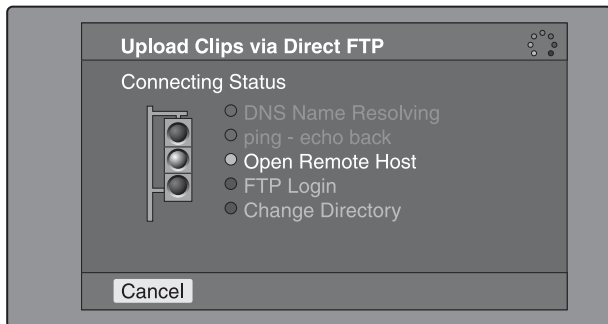 Upload Clips via Direct FTP
Connecting Status
DNS Name Resolving
ping - echo back
Open Remote Host
FTP Login
Change Directory
Cancel